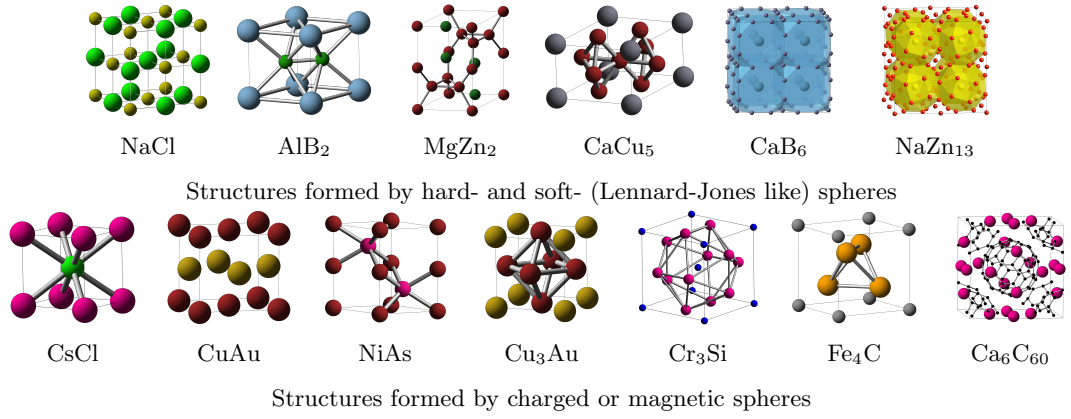 NaCl AlB₂ MgZn₂ CaCu₅ CaB₆ NaZn₁₃
Structures formed by hard- and soft- (Lennard-Jones like) spheres
CsCl CuAu NiAs Cu₃Au Cr₃Si Fe₄C Ca₆C₆₀
Structures formed by charged or magnetic spheres